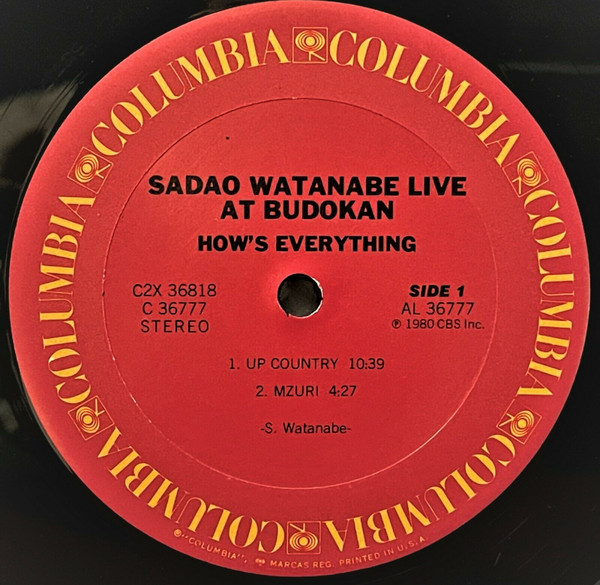 COLUMBIA COLUMBIA COLUMBIA COLUMBIA COLUMBIA COLUMBIA
SADAO WATANABE LIVE
AT BUDOKAN
HOW'S EVERYTHING
C2X 36818
C 36777
STEREO
SIDE 1
AL 36777
℗ 1980 CBS Inc.
1. UP COUNTRY 10:39
2. MZURI 4:27
-S. Watanabe-
®"COLUMBIA", MARCAS REG. PRINTED IN U.S.A